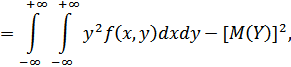 = ∫_{−∞}^{+∞} ∫_{−∞}^{+∞} y²f(x,y)dxdy − [M(Y)]²,